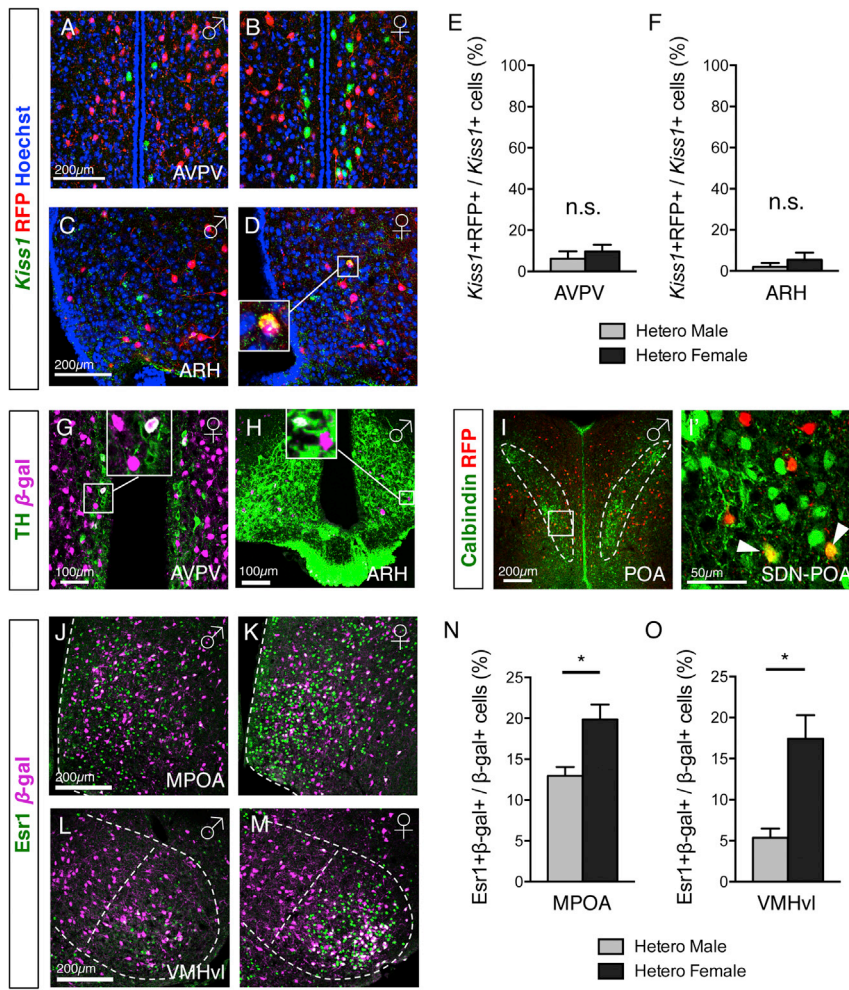 Kiss1 RFP Hoechst
A ♂
200µm AVPV
B ♀
C ♂
200µm ARH
D ♀
E
Kiss1+RFP+ / Kiss1+ cells (%)
100
80
60
40
20
0
n.s.
AVPV
F
Kiss1+RFP+ / Kiss1+ cells (%)
100
80
60
40
20
0
n.s.
ARH
Hetero Male
Hetero Female
TH β-gal
G ♀
100µm AVPV
H ♂
100µm ARH
Calbindin RFP
I ♂
200µm POA
I'
50µm SDN-POA
Esr1 β-gal
J ♂
200µm MPOA
K ♀
L ♂
200µm VMHvl
M ♀
N
Esr1+β-gal+ / β-gal+ cells (%)
25
20
15
10
5
0
*
MPOA
O
Esr1+β-gal+ / β-gal+ cells (%)
25
20
15
10
5
0
*
VMHvl
Hetero Male
Hetero Female